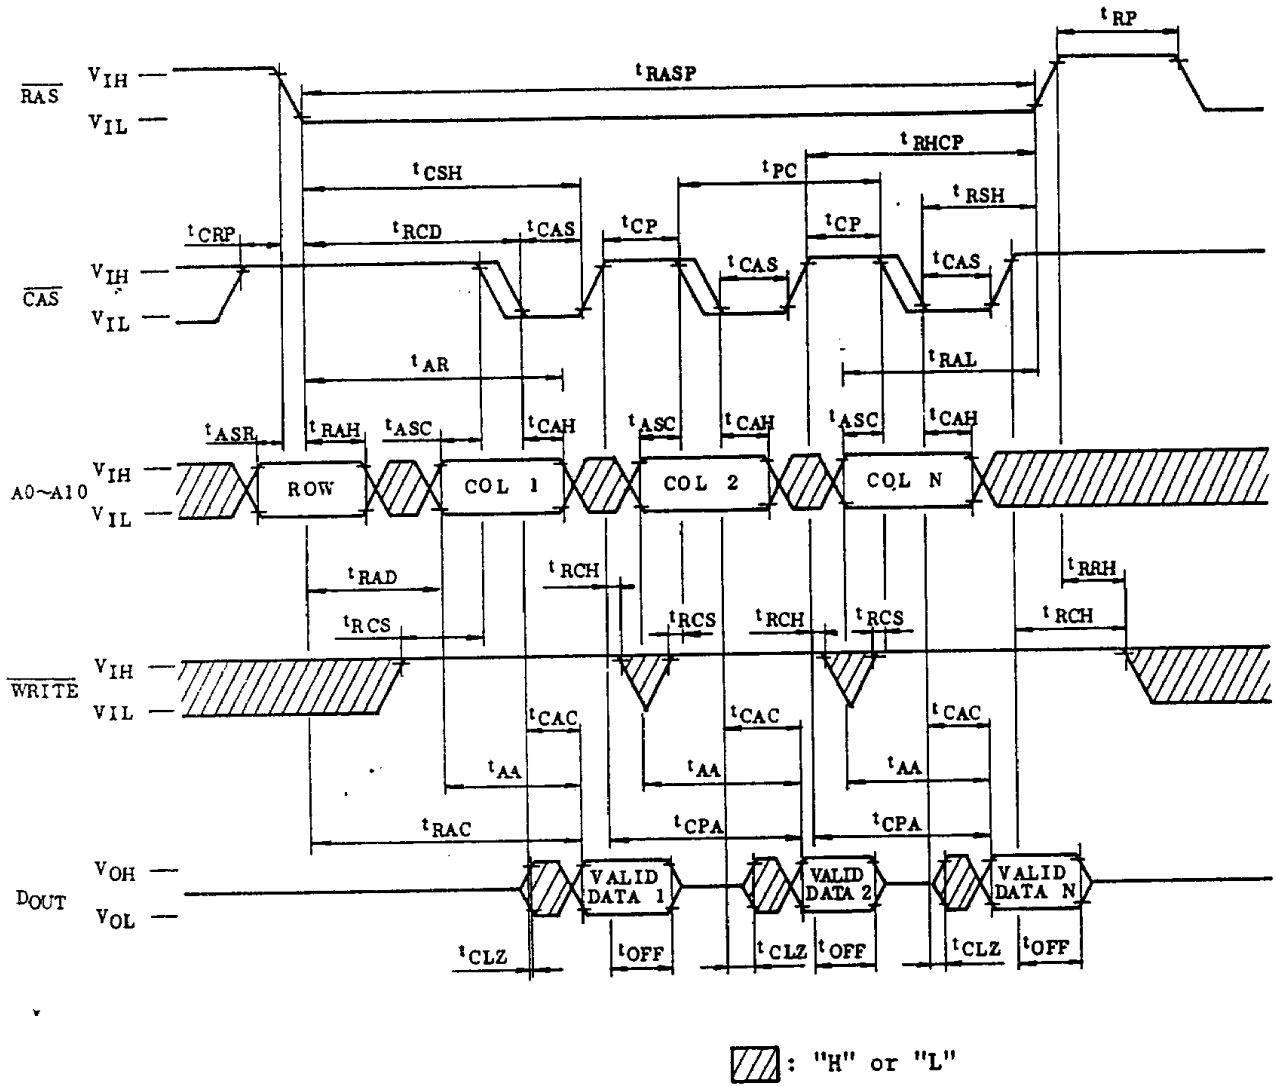 tRP
RAS VIH tRASP
VIL
tRHCP
tCSH tPC
tRSH
tCRP tRCD tCAS tCP tCP
VIH tCAS tCAS
CAS
VIL
tAR tRAL
tASR tRAH tASC tCAH tASC tCAH tASC tCAH
VIH
A0~A10 ROW COL 1 COL 2 COL N
VIL
tRAD tRCH tRRH
tRCS tRCS tRCH tRCS tRCH
VIH
WRITE
VIL
tCAC tCAC tCAC
tAA tAA tAA
tRAC tCPA tCPA
VOH VALID VALID VALID
DOUT DATA 1 DATA 2 DATA N
VOL
tCLZ tOFF tCLZ tOFF tCLZ tOFF
: "H" or "L"